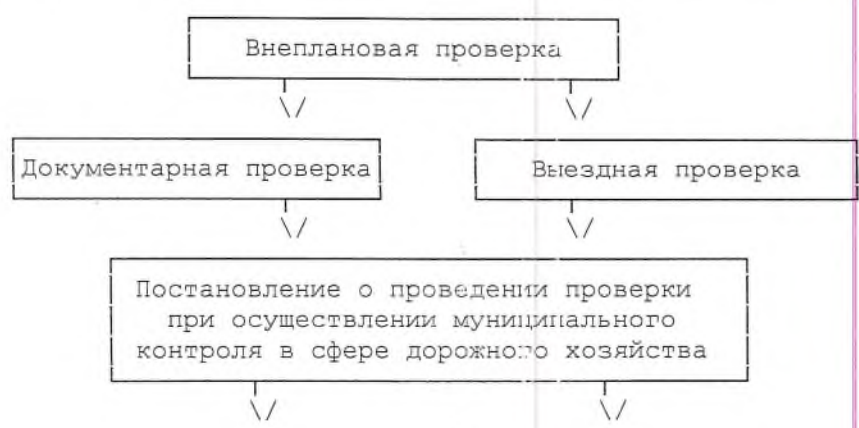 Внеплановая проверка
Документарная проверка
Выездная проверка
Постановление о проведении проверки
при осуществлении муниципального
контроля в сфере дорожного хозяйства